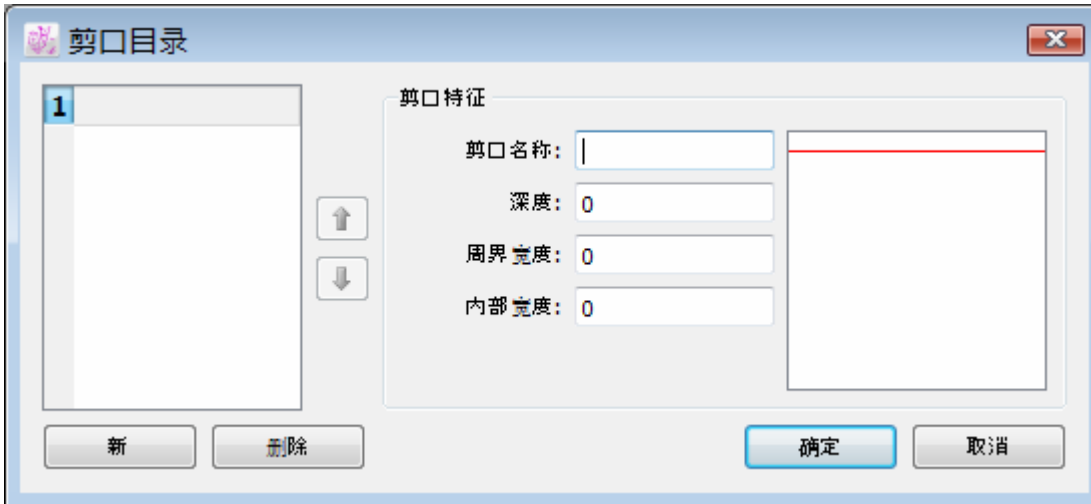 剪口目录
1
剪口特征
剪口名称:
深度: 0
周界宽度: 0
内部宽度: 0
新 删除 确定 取消